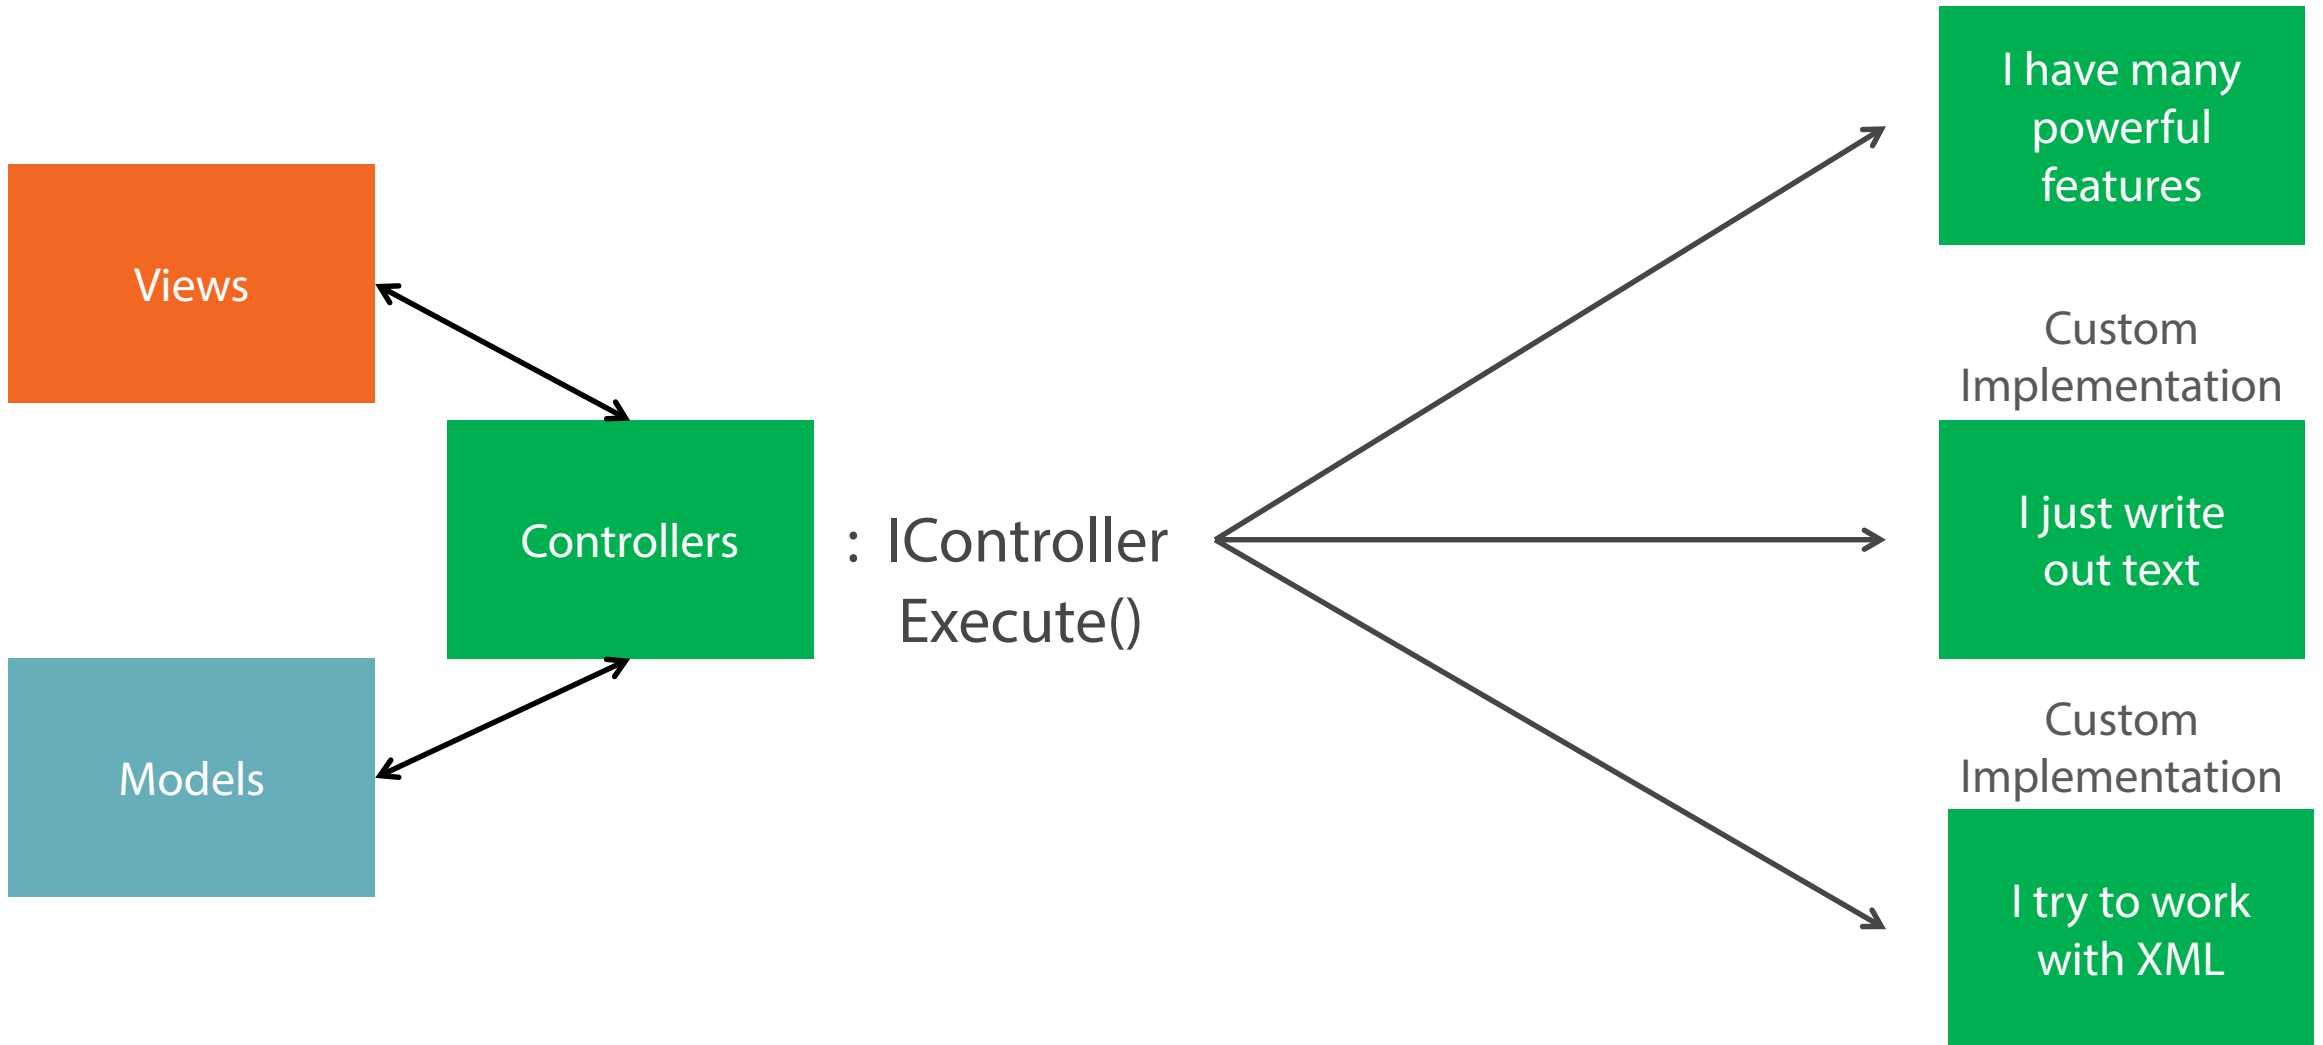 Views
Controllers
Models
: IController
Execute()
I have many
powerful
features
Custom
Implementation
I just write
out text
Custom
Implementation
I try to work
with XML